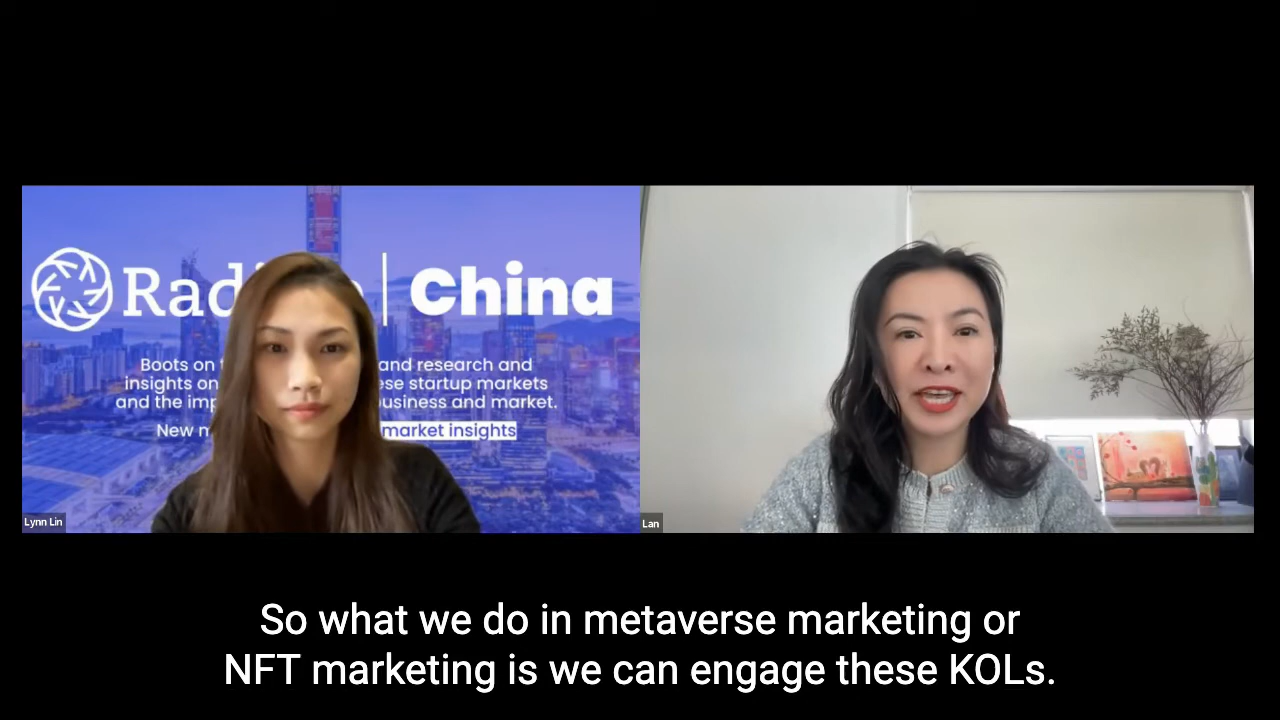 Rad | China
Boots on and research and
insights on ese startup markets
and the imp business and market.
New market insights
Lynn Lin
Lan
So what we do in metaverse marketing or
NFT marketing is we can engage these KOLs.